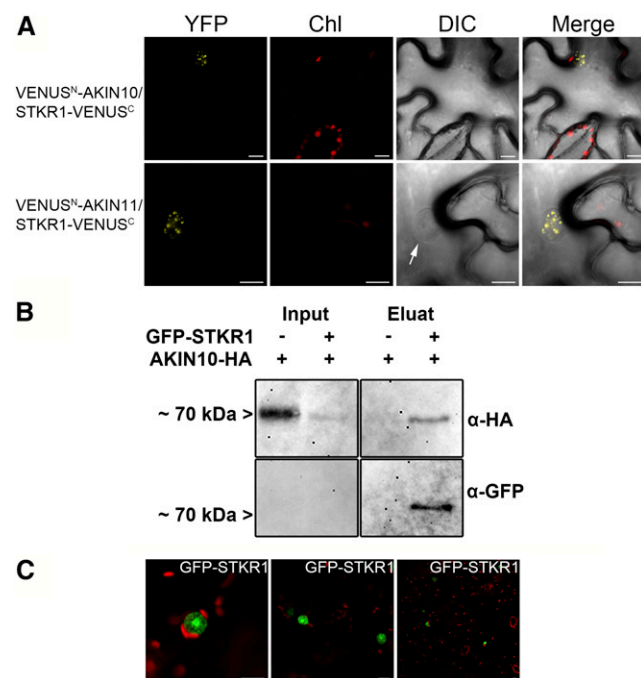 A
YFP Chl DIC Merge
VENUSᴺ-AKIN10/
STKR1-VENUSᶜ
VENUSᴺ-AKIN11/
STKR1-VENUSᶜ
B
Input Eluat
GFP-STKR1 - + - +
AKIN10-HA + + + +
~ 70 kDa > α-HA
α-GFP
~ 70 kDa >
C
GFP-STKR1 GFP-STKR1 GFP-STKR1